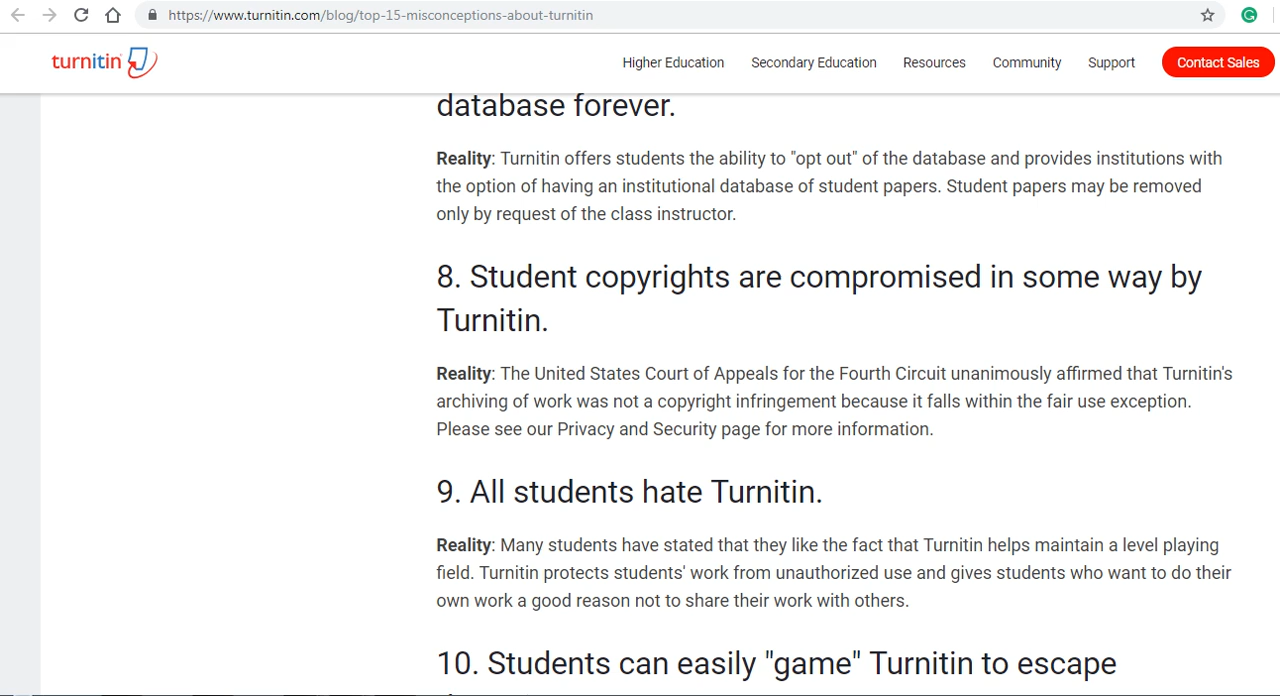 https://www.turnitin.com/blog/top-15-misconceptions-about-turnitin
turnitin
Higher Education Secondary Education Resources Community Support Contact Sales
database forever.
Reality: Turnitin offers students the ability to "opt out" of the database and provides institutions with
the option of having an institutional database of student papers. Student papers may be removed
only by request of the class instructor.
8. Student copyrights are compromised in some way by
Turnitin.
Reality: The United States Court of Appeals for the Fourth Circuit unanimously affirmed that Turnitin's
archiving of work was not a copyright infringement because it falls within the fair use exception.
Please see our Privacy and Security page for more information.
9. All students hate Turnitin.
Reality: Many students have stated that they like the fact that Turnitin helps maintain a level playing
field. Turnitin protects students' work from unauthorized use and gives students who want to do their
own work a good reason not to share their work with others.
10. Students can easily "game" Turnitin to escape